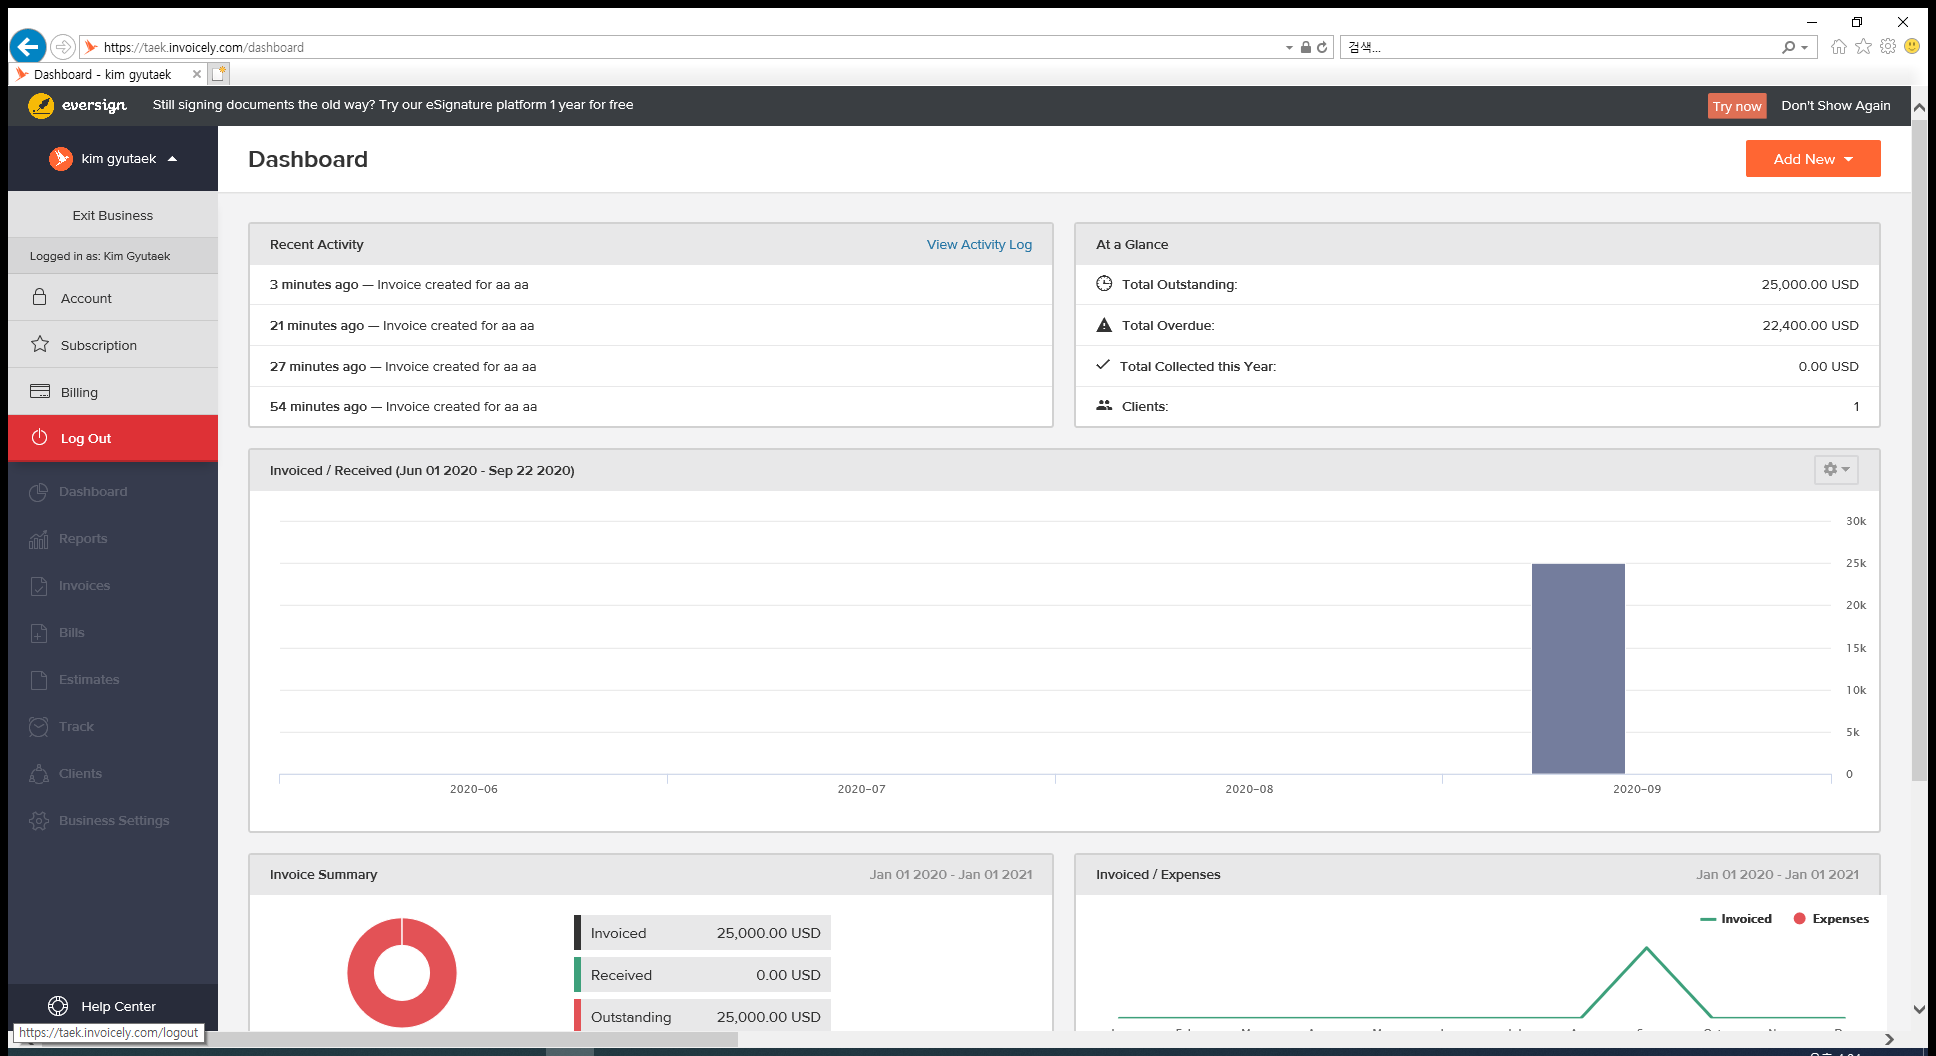 https://taek.invoicely.com/dashboard
검색...
Dashboard - kim gyutaek
eversign
Still signing documents the old way? Try our eSignature platform 1 year for free
Try now
Don't Show Again
kim gyutaek
Dashboard
Add New
Exit Business
Logged in as: Kim Gyutaek
Account
Subscription
Billing
Log Out
Dashboard
Reports
Invoices
Bills
Estimates
Track
Clients
Business Settings
Help Center
https://taek.invoicely.com/logout
Recent Activity
View Activity Log
3 minutes ago — Invoice created for aa aa
21 minutes ago — Invoice created for aa aa
27 minutes ago — Invoice created for aa aa
54 minutes ago — Invoice created for aa aa
At a Glance
Total Outstanding: 25,000.00 USD
Total Overdue: 22,400.00 USD
Total Collected this Year: 0.00 USD
Clients: 1
Invoiced / Received (Jun 01 2020 - Sep 22 2020)
30k
25k
20k
15k
10k
5k
0
2020-06 2020-07 2020-08 2020-09
Invoice Summary Jan 01 2020 - Jan 01 2021
Invoiced 25,000.00 USD
Received 0.00 USD
Outstanding 25,000.00 USD
Invoiced / Expenses Jan 01 2020 - Jan 01 2021
Invoiced Expenses